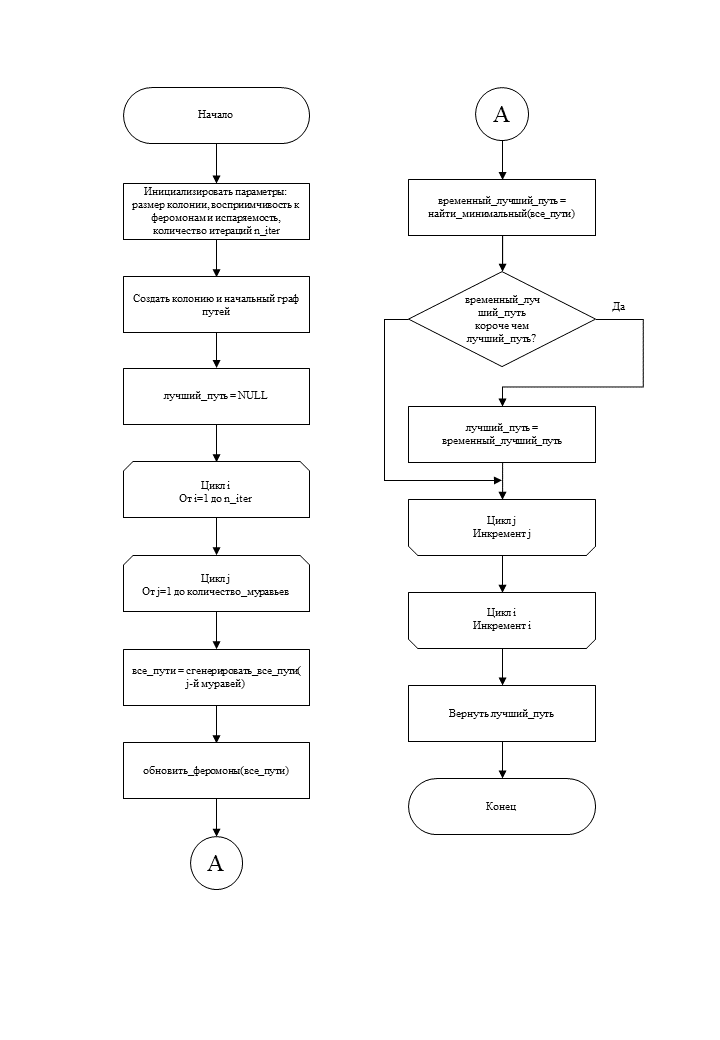 Начало
Инициализировать параметры:
размер колонии, восприимчивость к
феромонам и испаряемость,
количество итераций n_iter
Создать колонию и начальный граф
путей
лучший_путь = NULL
Цикл i
От i=1 до n_iter
Цикл j
От j=1 до количество_муравьев
все_пути = сгенерировать_все_пути(
j-й муравей)
обновить_феромоны(все_пути)
А
А
временный_лучший_путь =
найти_минимальный(все_пути)
временный_луч
ший_путь
короче чем
лучший_путь?
Да
лучший_путь =
временный_лучший_путь
Цикл j
Инкремент j
Цикл i
Инкремент i
Вернуть лучший_путь
Конец